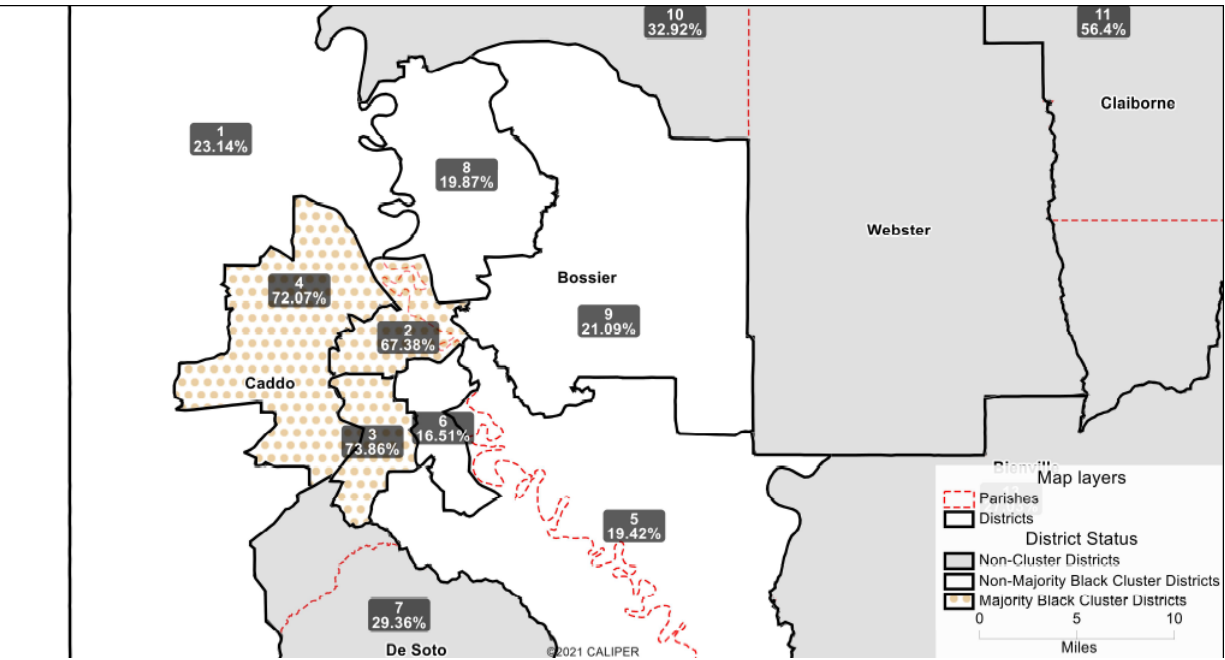 10
32.92%
11
56.4%
Claiborne
1
23.14%
8
19.87%
Webster
Bossier
4
72.07%
9
21.09%
2
67.38%
Caddo
6
16.51%
3
73.86%
Bienville
5
19.42%
7
29.36%
De Soto
©2021 CALIPER
Map layers
Parishes
Districts
District Status
Non-Cluster Districts
Non-Majority Black Cluster Districts
Majority Black Cluster Districts
0 5 10
Miles